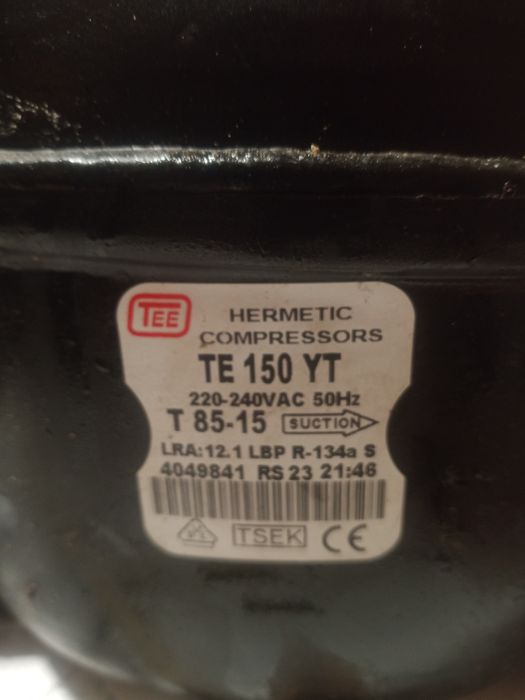 TEE
HERMETIC
COMPRESSORS
TE 150 YT
220-240VAC 50Hz
T 85-15 SUCTION
LRA:12.1 LBP R-134a S
4049841 RS 23 21:46
TSEK CE